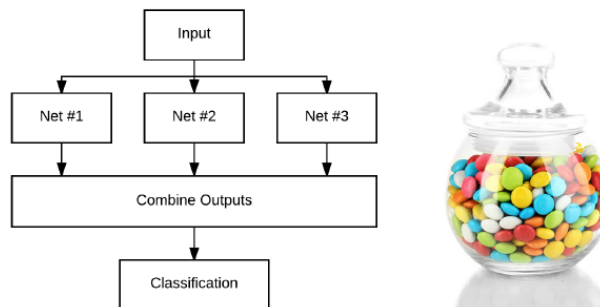 Input
Net #1
Net #2
Net #3
Combine Outputs
Classification